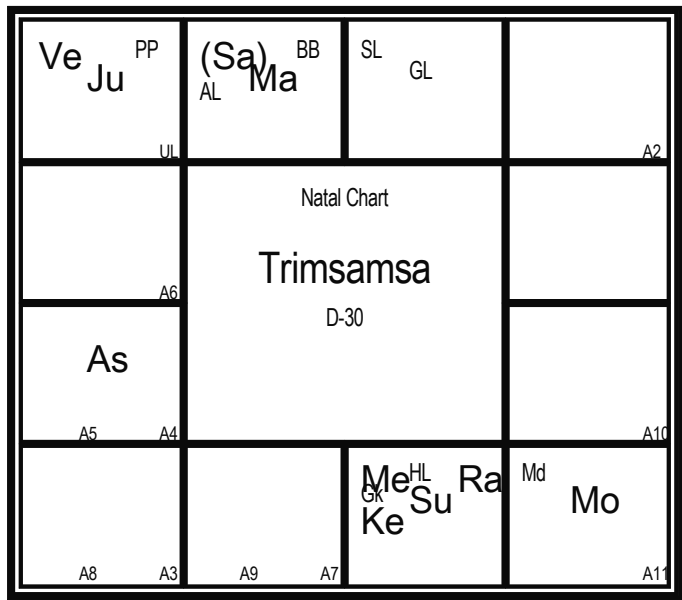 Ve Ju PP
UL
(Sa) Ma BB
AL
SL GL
A2
A6
Natal Chart
Trimsamsa
D-30
As
A5 A4
A10
A8 A3
A9 A7
Me HL Ra
Gk Su
Ke
Md Mo
A11